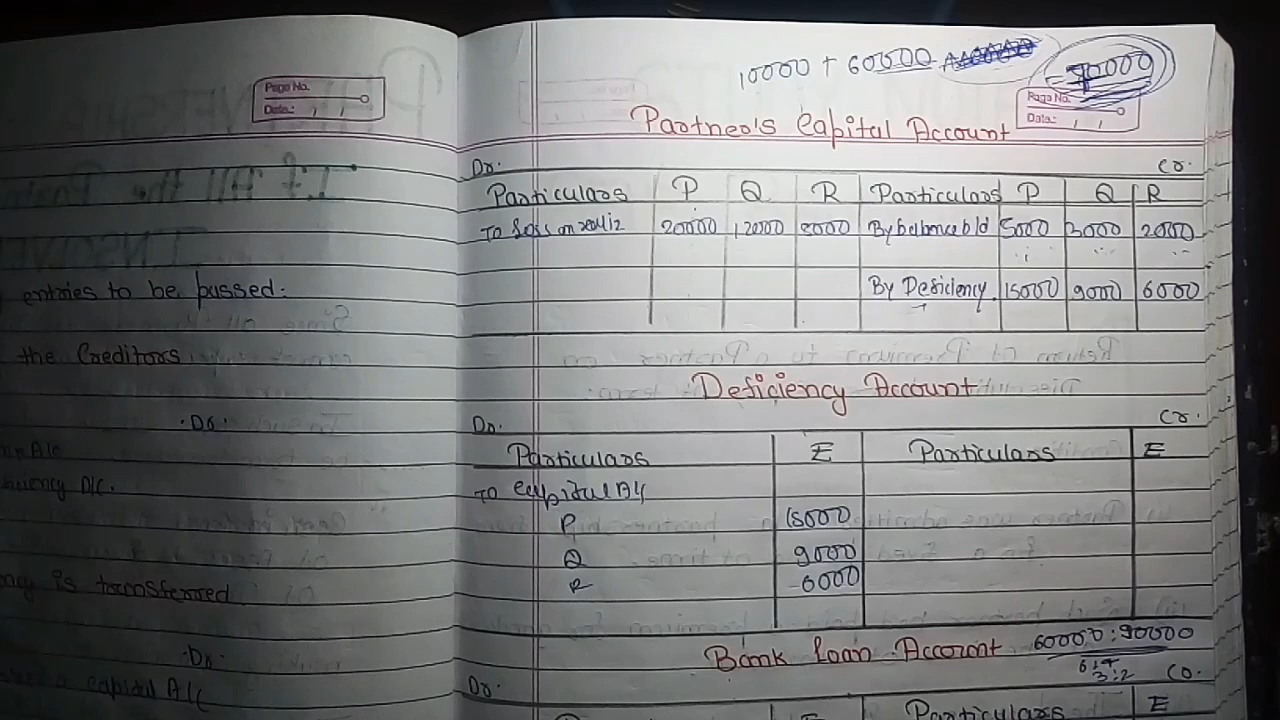 10000 + 60000 = 90000
Page No.
Date:
Page No.
Date:
Partner's Capital Account
Dr. Cr.
Particulars P Q R Particulars P Q R
To Loss on realiz 20000 12000 8000 By balance b/d 5000 3000 2000
By Deficiency 15000 9000 6000
entries to be passed:
the Creditors
Deficiency Account
Dr.
Dr. Cr.
Particulars E Particulars E
To Capital A/c
P 15000
Q 9000
R 6000
is transferred
Bank Loan Account 60000:90000
3:2
Dr.
Dr. Cr.
Capital A/c
Particulars E